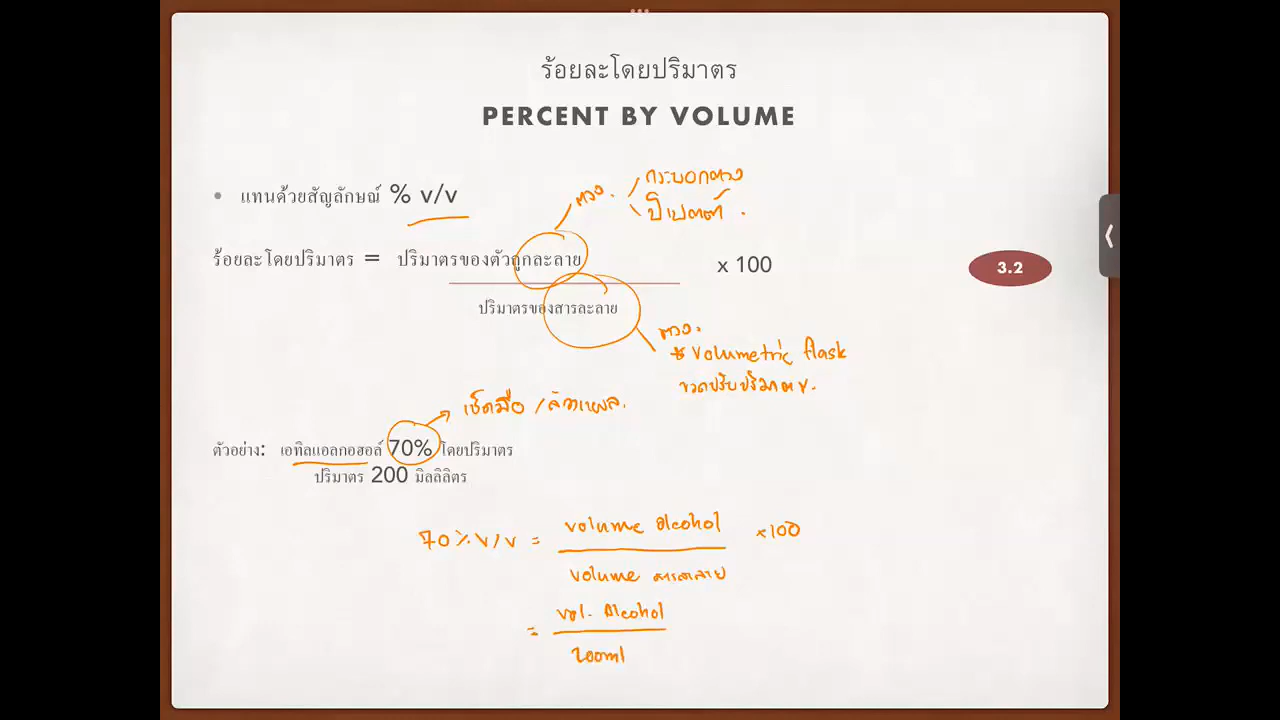 ร้อยละโดยปริมาตร
PERCENT BY VOLUME
• แทนด้วยสัญลักษณ์ % v/v
ตวง. กระบอกตวง
ปิเปตต์.
ร้อยละโดยปริมาตร = ปริมาตรของตัวถูกละลาย x 100
ปริมาตรของสารละลาย
3.2
ตวง.
* volumetric flask
ขวดปรับปริมาตร.
เช็ดมือ / ล้างแผล.
ตัวอย่าง: เอทิลแอลกอฮอล์ 70% โดยปริมาตร
ปริมาตร 200 มิลลิลิตร
70 % v/v = volume alcohol x100
volume สารละลาย
= vol. Alcohol
200ml